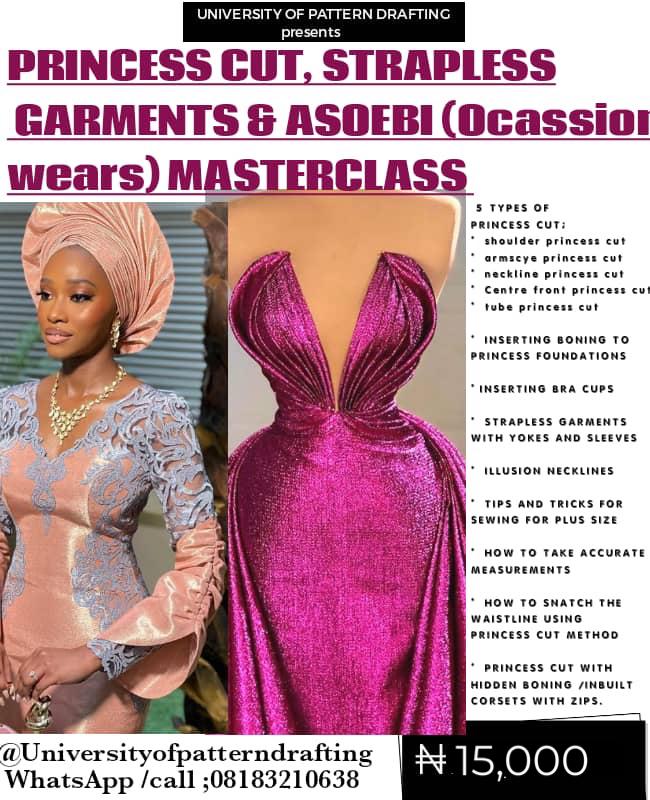 UNIVERSITY OF PATTERN DRAFTING
presents
PRINCESS CUT, STRAPLESS
GARMENTS & ASOEBI (Ocassion
wears) MASTERCLASS
5 TYPES OF
PRINCESS CUT;
* shoulder princess cut
* armscye princess cut
* neckline princess cut
* Centre front princess cut
* tube princess cut
* INSERTING BONING TO
PRINCESS FOUNDATIONS
* INSERTING BRA CUPS
* STRAPLESS GARMENTS
WITH YOKES AND SLEEVES
* ILLUSION NECKLINES
* TIPS AND TRICKS FOR
SEWING FOR PLUS SIZE
* HOW TO TAKE ACCURATE
MEASUREMENTS
* HOW TO SNATCH THE
WAISTLINE USING
PRINCESS CUT METHOD
* PRINCESS CUT WITH
HIDDEN BONING /INBUILT
CORSETS WITH ZIPS.
@Universityofpatterndrafting
WhatsApp /call ;08183210638
₦ 15,000